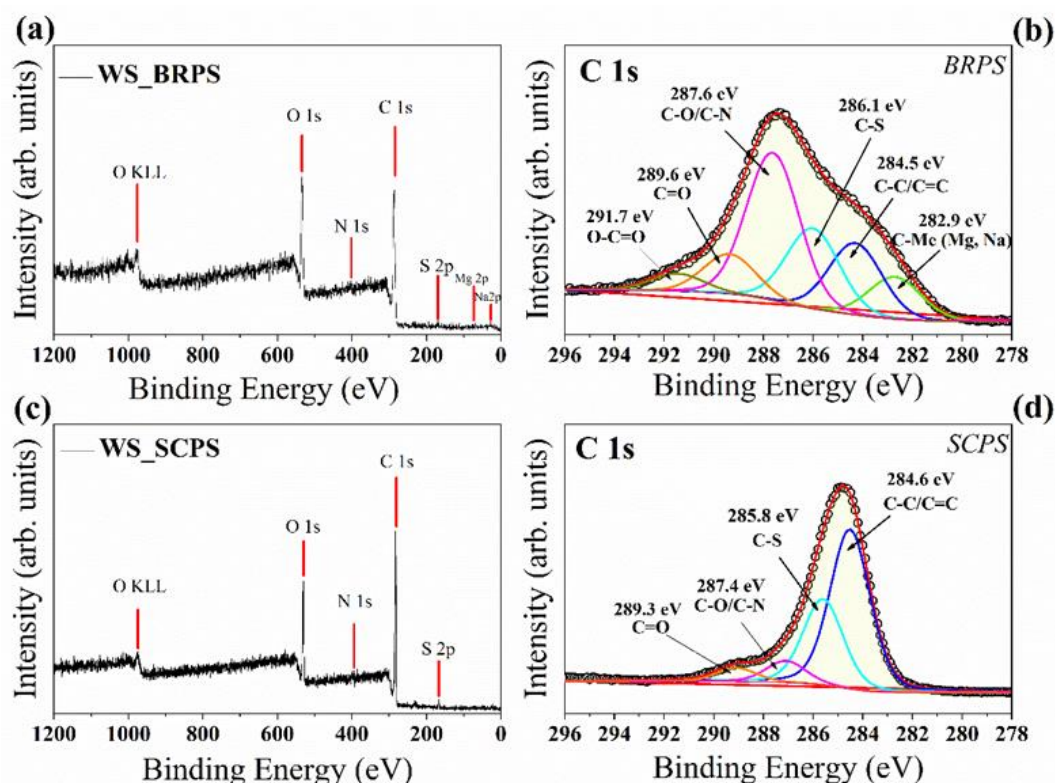 (a)
WS_BRPS
O KLL
O 1s
N 1s
C 1s
S 2p
Mg 2p
Na2p
Intensity (arb. units)
1200 1000 800 600 400 200 0
Binding Energy (eV)
(b)
C 1s
BRPS
287.6 eV
C-O/C-N
286.1 eV
C-S
284.5 eV
C-C/C=C
289.6 eV
C=O
282.9 eV
C-Me (Mg, Na)
291.7 eV
O-C=O
Intensity (arb. units)
296 294 292 290 288 286 284 282 280 278
Binding Energy (eV)
(c)
WS_SCPS
C 1s
O 1s
O KLL
N 1s
S 2p
Intensity (arb. units)
1200 1000 800 600 400 200 0
Binding Energy (eV)
(d)
C 1s
SCPS
284.6 eV
C-C/C=C
285.8 eV
C-S
287.4 eV
C-O/C-N
289.3 eV
C=O
Intensity (arb. units)
296 294 292 290 288 286 284 282 280 278
Binding Energy (eV)